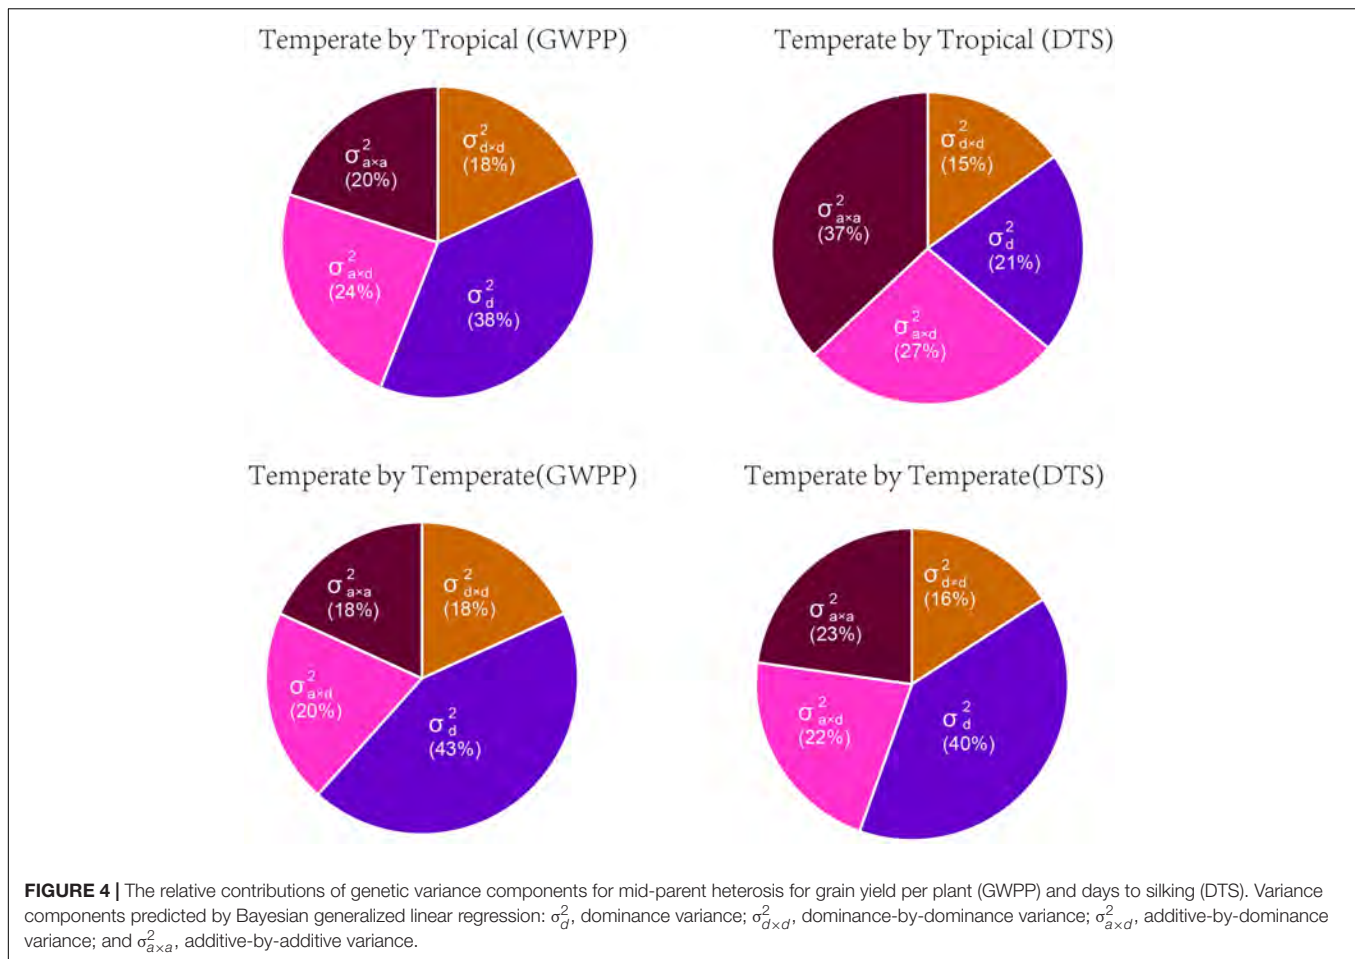 Temperate by Tropical (GWPP)
σ²a×a
(20%)
σ²d×d
(18%)
σ²a×d
(24%)
σ²d
(38%)
Temperate by Tropical (DTS)
σ²d×d
(15%)
σ²a×a
(37%)
σ²d
(21%)
σ²a×d
(27%)
Temperate by Temperate(GWPP)
σ²a×a
(18%)
σ²d×d
(18%)
σ²a×d
(20%)
σ²d
(43%)
Temperate by Temperate(DTS)
σ²d×d
(16%)
σ²a×a
(23%)
σ²a×d
(22%)
σ²d
(40%)
FIGURE 4 | The relative contributions of genetic variance components for mid-parent heterosis for grain yield per plant (GWPP) and days to silking (DTS). Variance
components predicted by Bayesian generalized linear regression: σ²d, dominance variance; σ²d×d, dominance-by-dominance variance; σ²a×d, additive-by-dominance
variance; and σ²a×a, additive-by-additive variance.